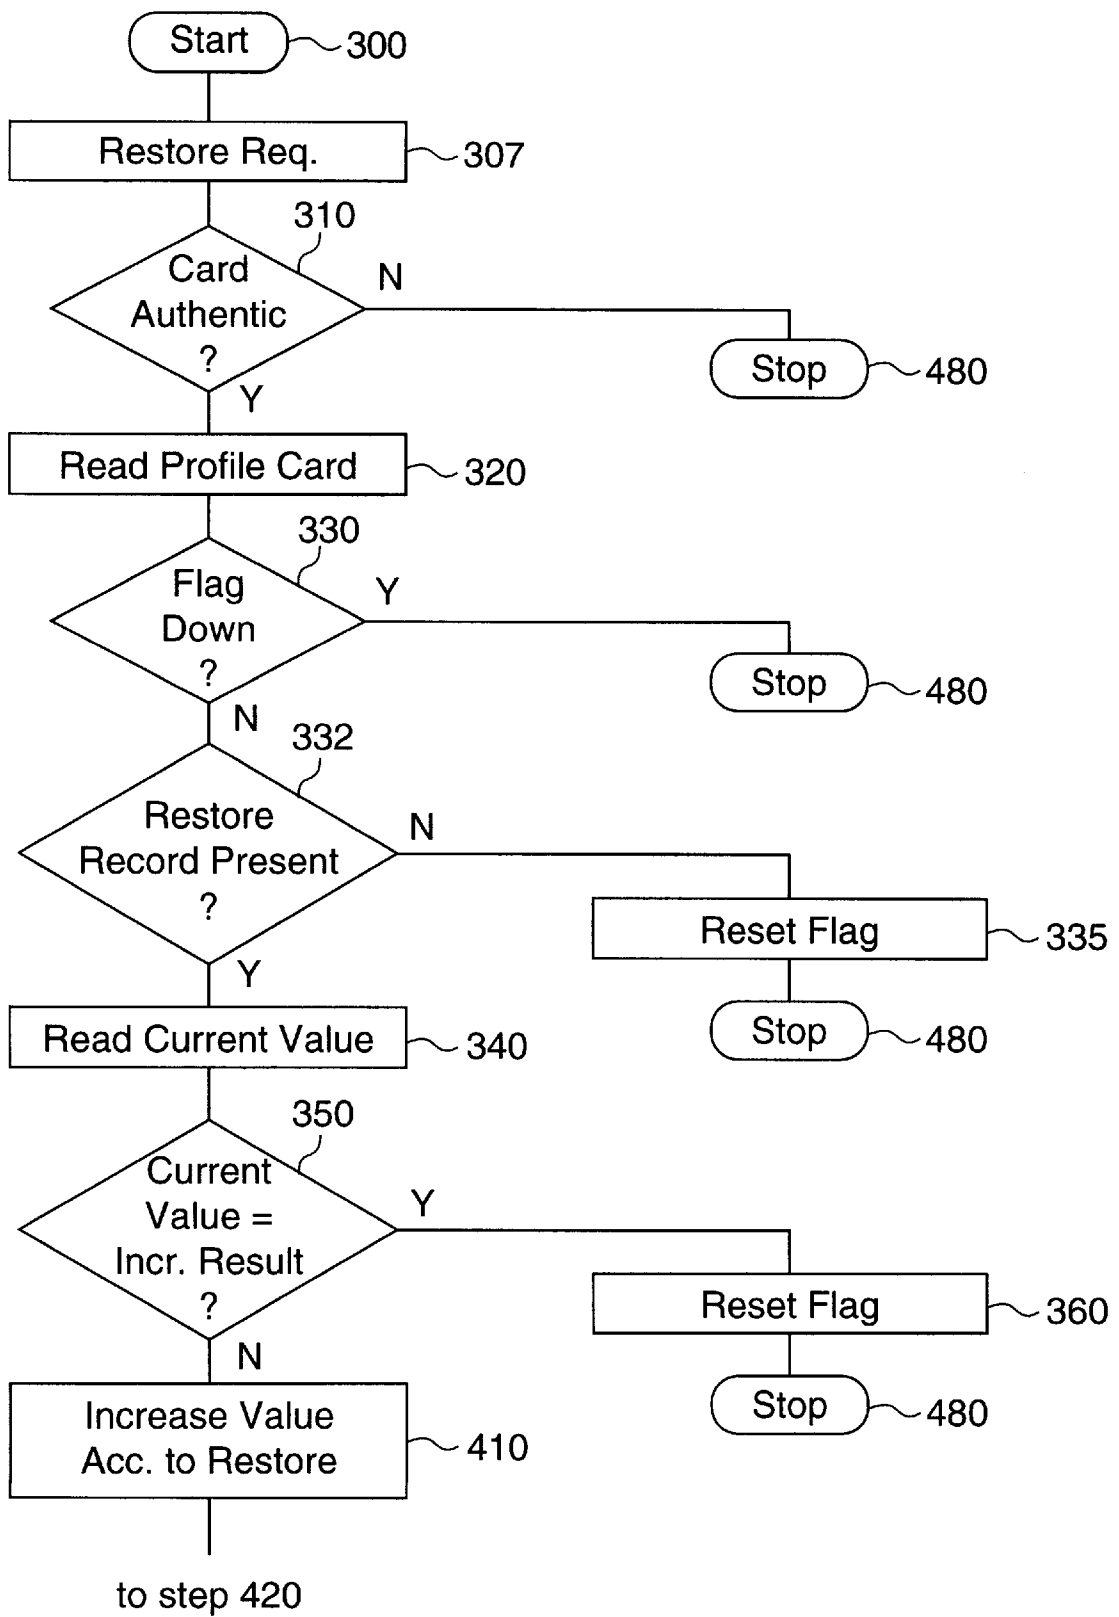 Start
300
Restore Req.
307
310
Card
Authentic
?
N
Y
Stop
480
Read Profile Card
320
330
Flag
Down
?
Y
N
Stop
480
332
Restore
Record Present
?
N
Y
Reset Flag
335
Stop
480
Read Current Value
340
350
Current
Value =
Incr. Result
?
Y
N
Reset Flag
360
Stop
480
Increase Value
Acc. to Restore
410
to step 420